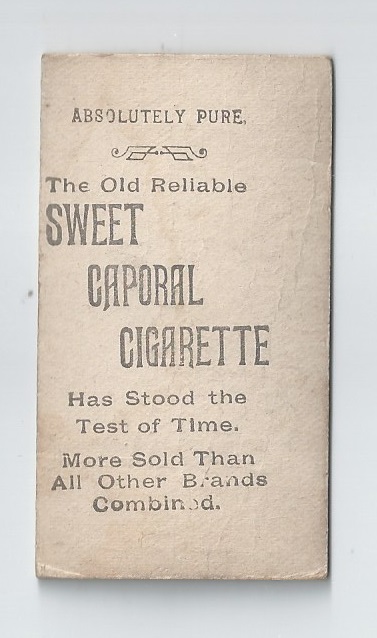 ABSOLUTELY PURE,
The Old Reliable
SWEET
CAPORAL
CIGARETTE
Has Stood the
Test of Time.
More Sold Than
All Other Brands
Combined.